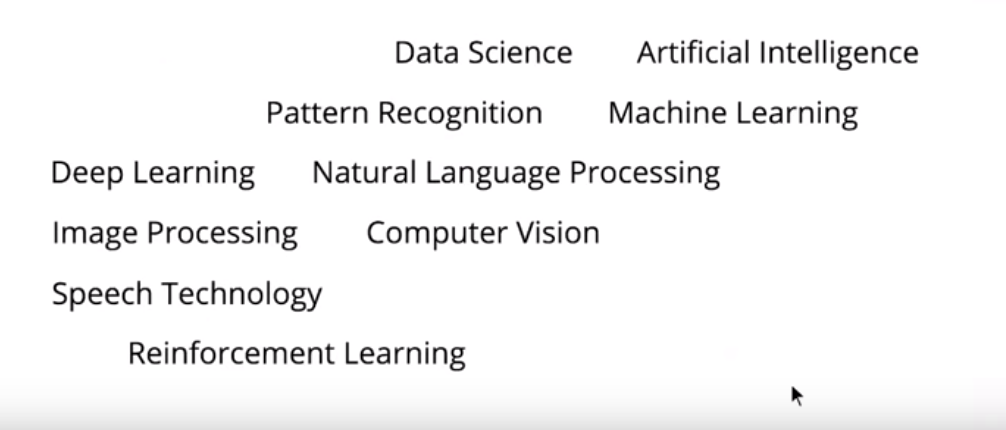 Data Science Artificial Intelligence
Pattern Recognition Machine Learning
Deep Learning Natural Language Processing
Image Processing Computer Vision
Speech Technology
Reinforcement Learning